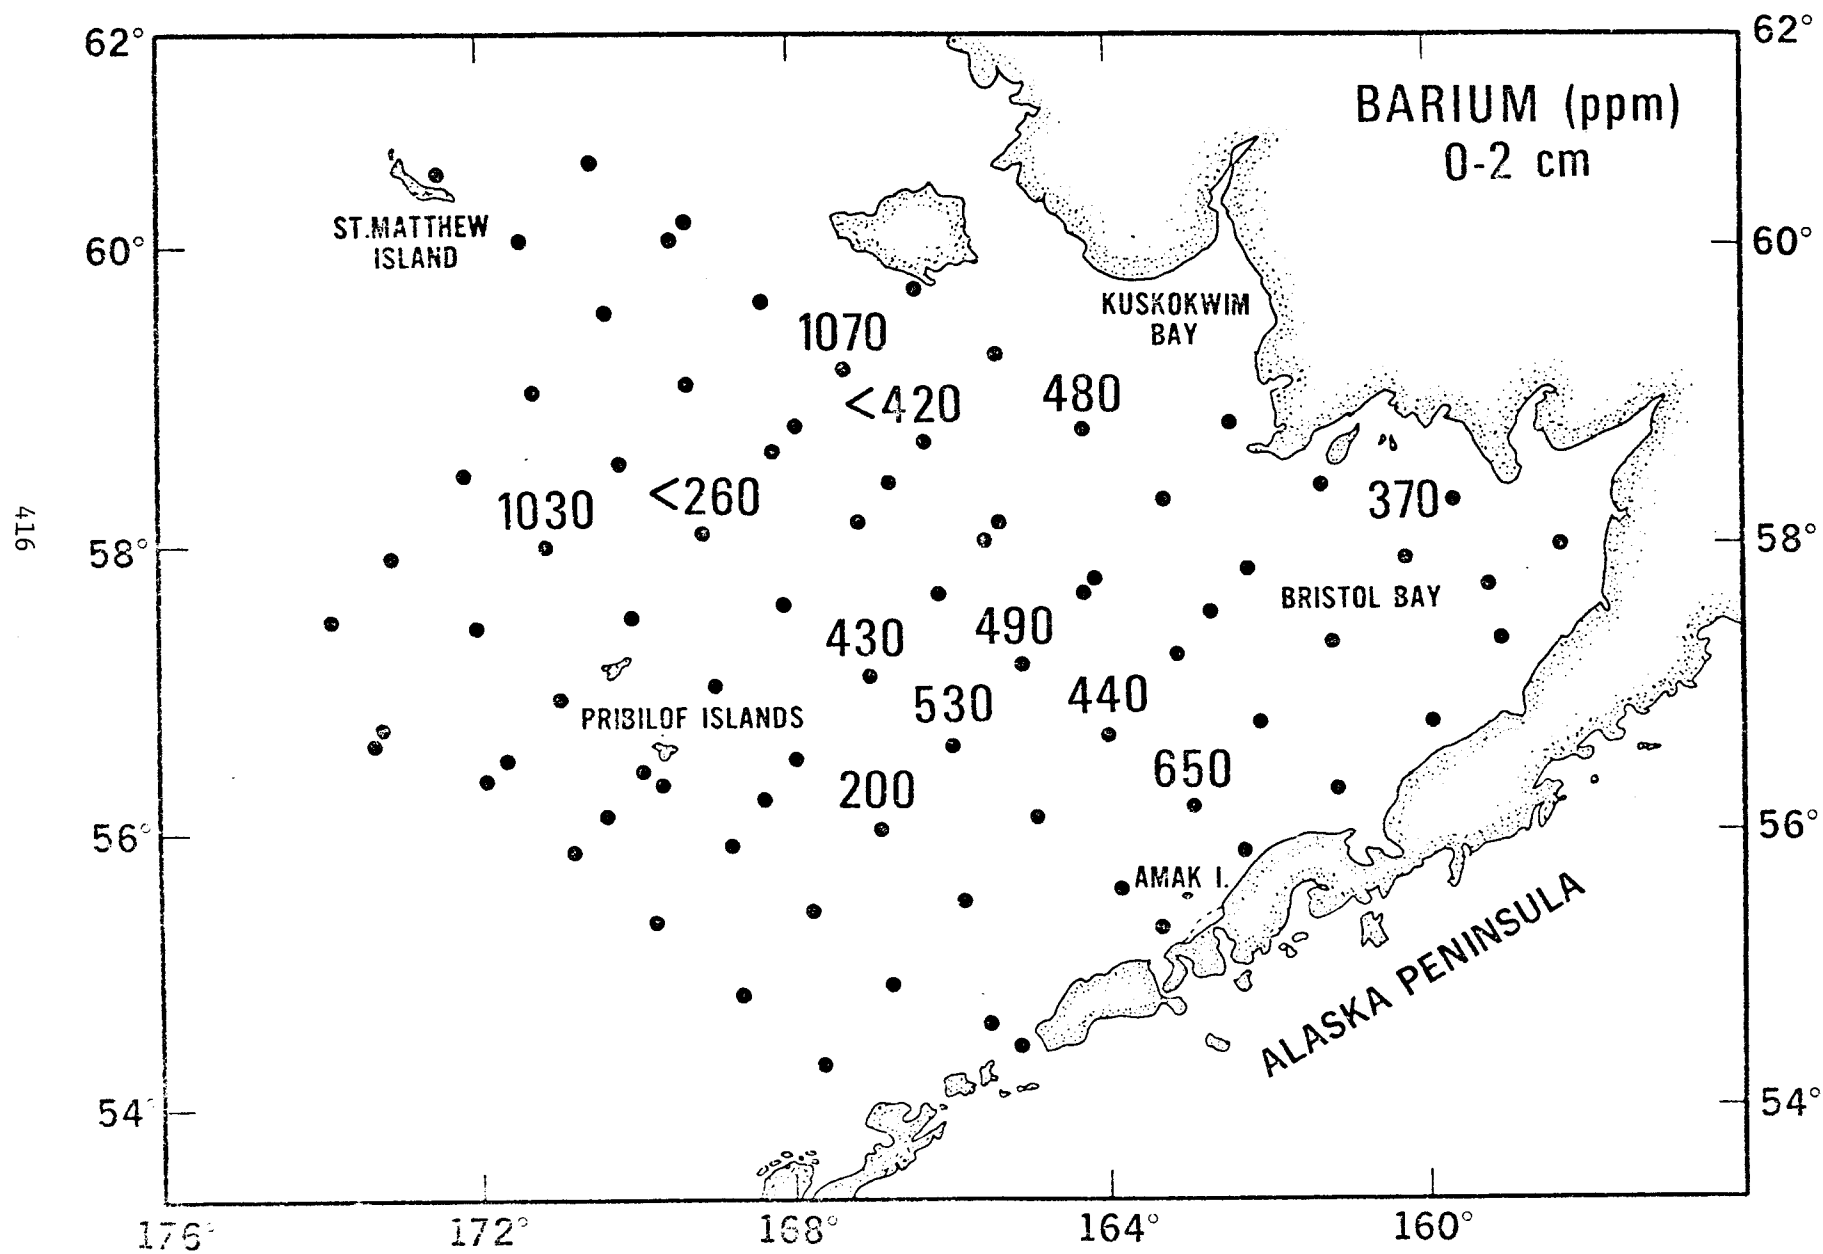 62°
62°
BARIUM (ppm)
0-2 cm
ST.MATTHEW
ISLAND
60°
60°
KUSKOKWIM
BAY
1070
<420
480
1030
<260
370
416
58°
58°
BRISTOL BAY
430
490
530
440
PRIBILOF ISLANDS
650
200
56°
56°
AMAK I.
ALASKA PENINSULA
54°
54°
176°
172°
168°
164°
160°